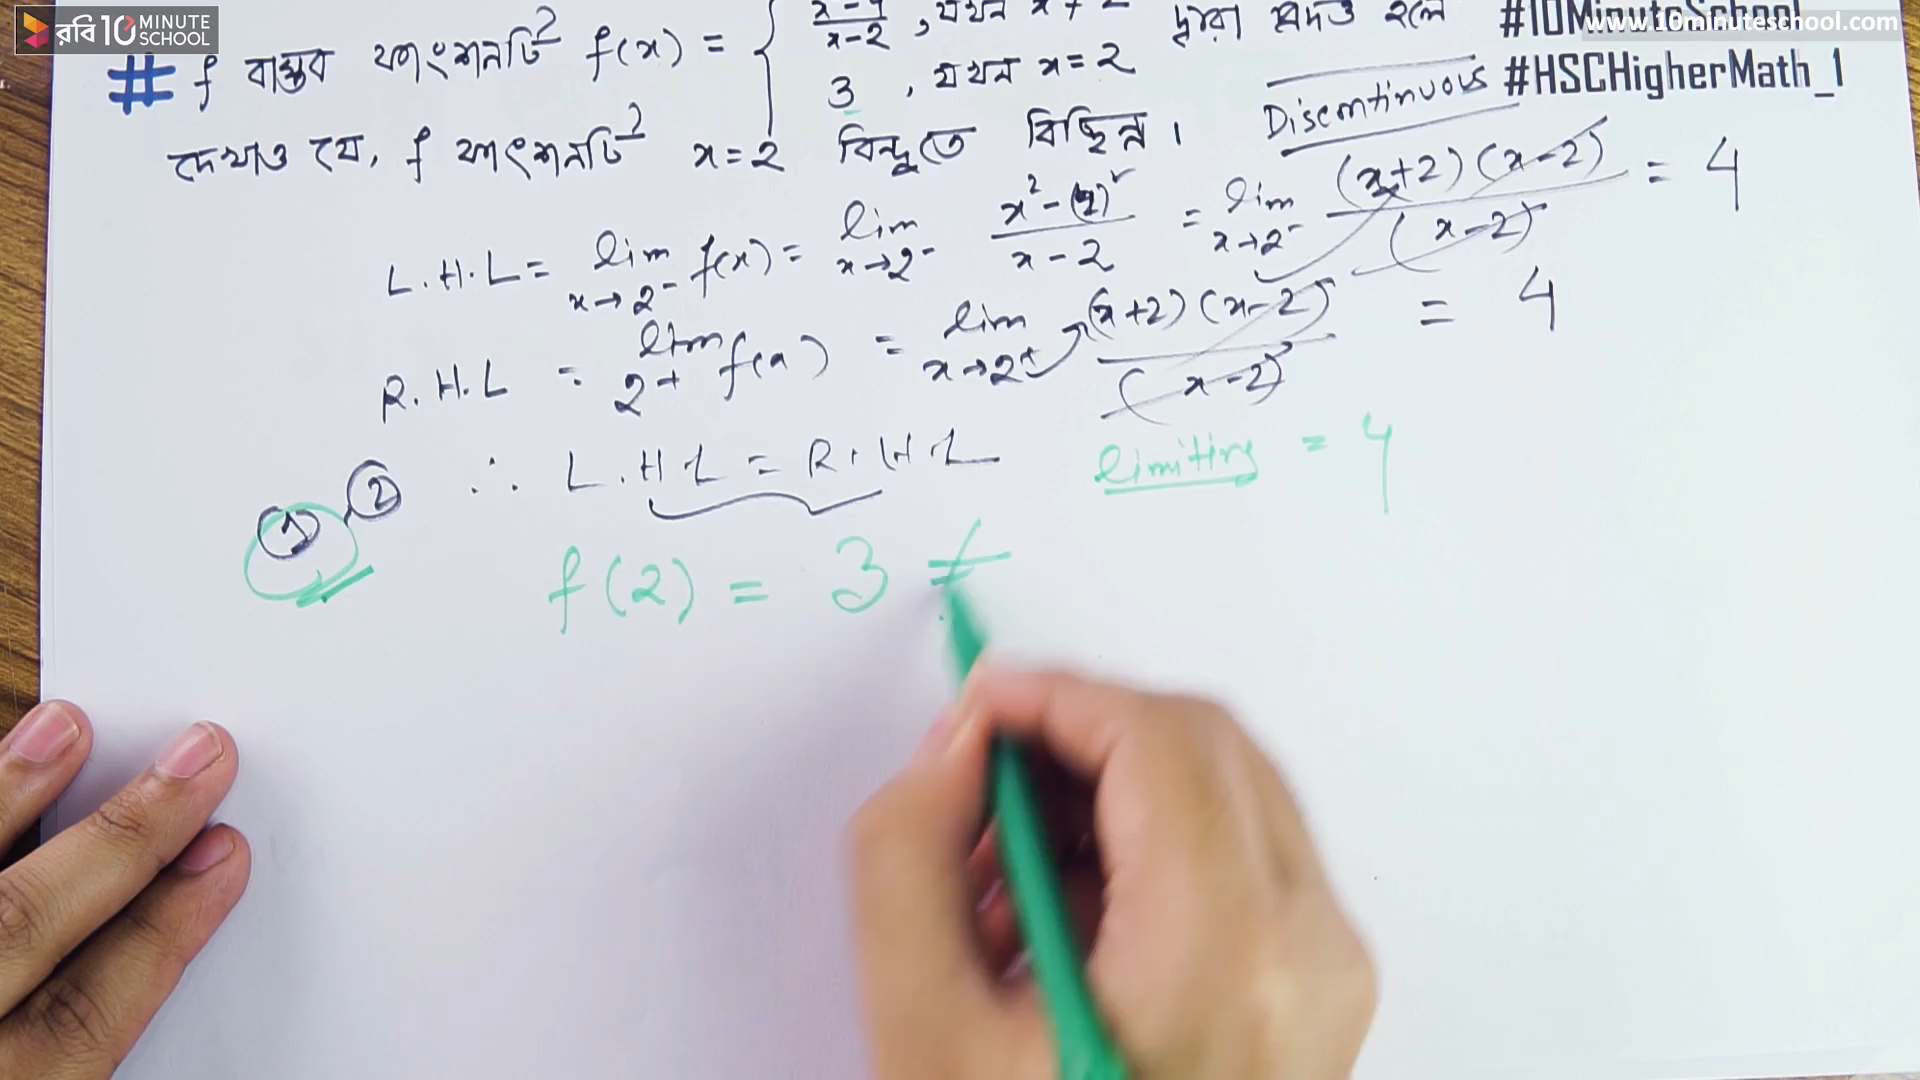 রবি 10 MINUTE SCHOOL
#10MinuteSchool
www.10minuteschool.com
#HSCHigherMath_1
# f বাস্তব ফাংশনটি f(x) = { x²-4/x-2 , যখন x ≠ 2 দ্বারা প্রদত্ত হলে
3 , যখন x = 2
দেখাও যে, f ফাংশনটি x = 2 বিন্দুতে বিচ্ছিন্ন । Discontinuous
L.H.L = lim x→2⁻ f(x) = lim x→2⁻ x²-(2)²/x-2 = lim x→2⁻ (x+2)(x-2)/(x-2) = 4
R.H.L = lim 2+ f(x) = lim x→2+ (x+2)(x-2)/(x-2) = 4
1 2 ∴ L.H.L = R.H.L limiting = 4
f(2) = 3 ≠